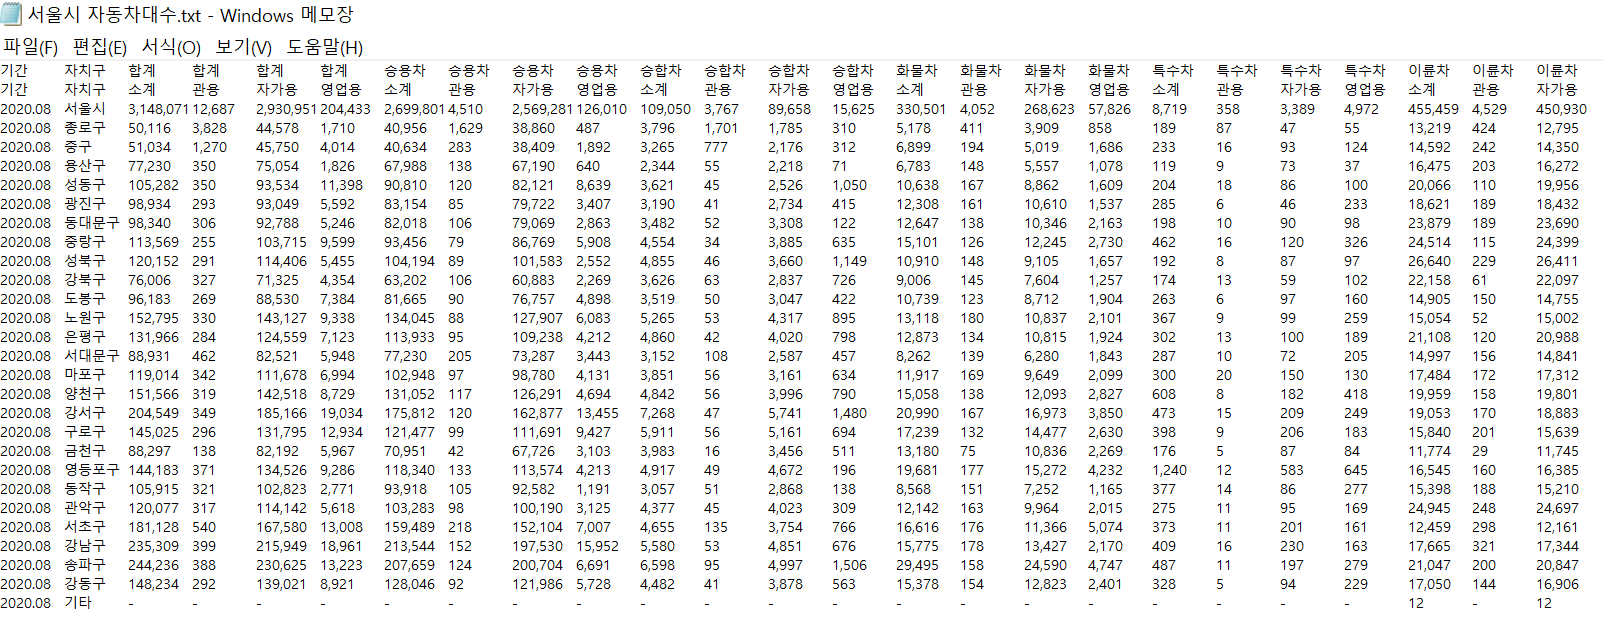 서울시 자동차대수.txt - Windows 메모장
파일(F) 편집(E) 서식(O) 보기(V) 도움말(H)
기간 자치구 합계 합계 합계 합계 승용차 승용차 승용차 승용차 승합차 승합차 승합차 승합차 화물차 화물차 화물차 화물차 특수차 특수차 특수차 특수차 이륜차 이륜차 이륜차
기간 자치구 소계 관용 자가용 영업용 소계 관용 자가용 영업용 소계 관용 자가용 영업용 소계 관용 자가용 영업용 소계 관용 자가용 영업용 소계 관용 자가용
2020.08 서울시 3,148,071 12,687 2,930,951 204,433 2,699,801 4,510 2,569,281 126,010 109,050 3,767 89,658 15,625 330,501 4,052 268,623 57,826 8,719 358 3,389 4,972 455,459 4,529 450,930
2020.08 종로구 50,116 3,828 44,578 1,710 40,956 1,629 38,860 487 3,796 1,701 1,785 310 5,178 411 3,909 858 189 87 47 55 13,219 424 12,795
2020.08 중구 51,034 1,270 45,750 4,014 40,634 283 38,409 1,892 3,265 777 2,176 312 6,899 194 5,019 1,686 233 16 93 124 14,592 242 14,350
2020.08 용산구 77,230 350 75,054 1,826 67,988 138 67,190 640 2,344 55 2,218 71 6,783 148 5,557 1,078 119 9 73 37 16,475 203 16,272
2020.08 성동구 105,282 350 93,534 11,398 90,810 120 82,121 8,639 3,621 45 2,526 1,050 10,638 167 8,862 1,609 204 18 86 100 20,066 110 19,956
2020.08 광진구 98,934 293 93,049 5,592 83,154 85 79,722 3,407 3,190 41 2,734 415 12,308 161 10,610 1,537 285 6 46 233 18,621 189 18,432
2020.08 동대문구 98,340 306 92,788 5,246 82,018 106 79,069 2,863 3,482 52 3,308 122 12,647 138 10,346 2,163 198 10 90 98 23,879 189 23,690
2020.08 중랑구 113,569 255 103,715 9,599 93,456 79 86,769 5,908 4,554 34 3,885 635 15,101 126 12,245 2,730 462 16 120 326 24,514 115 24,399
2020.08 성북구 120,152 291 114,406 5,455 104,194 89 101,583 2,552 4,855 46 3,660 1,149 10,910 148 9,105 1,657 192 8 87 97 26,640 229 26,411
2020.08 강북구 76,006 327 71,325 4,354 63,202 106 60,883 2,269 3,626 63 2,837 726 9,006 145 7,604 1,257 174 13 59 102 22,158 61 22,097
2020.08 도봉구 96,183 269 88,530 7,384 81,665 90 76,757 4,898 3,519 50 3,047 422 10,739 123 8,712 1,904 263 6 97 160 14,905 150 14,755
2020.08 노원구 152,795 330 143,127 9,338 134,045 88 127,907 6,083 5,265 53 4,317 895 13,118 180 10,837 2,101 367 9 99 259 15,054 52 15,002
2020.08 은평구 131,966 284 124,559 7,123 113,933 95 109,238 4,212 4,860 42 4,020 798 12,873 134 10,815 1,924 302 13 100 189 21,108 120 20,988
2020.08 서대문구 88,931 462 82,521 5,948 77,230 205 73,287 3,443 3,152 108 2,587 457 8,262 139 6,280 1,843 287 10 72 205 14,997 156 14,841
2020.08 마포구 119,014 342 111,678 6,994 102,948 97 98,780 4,131 3,851 56 3,161 634 11,917 169 9,649 2,099 300 20 150 130 17,484 172 17,312
2020.08 양천구 151,566 319 142,518 8,729 131,052 117 126,291 4,694 4,842 56 3,996 790 15,058 138 12,093 2,827 608 8 182 418 19,959 158 19,801
2020.08 강서구 204,549 349 185,166 19,034 175,812 120 162,877 13,455 7,268 47 5,741 1,480 20,990 167 16,973 3,850 473 15 209 249 19,053 170 18,883
2020.08 구로구 145,025 296 131,795 12,934 121,477 99 111,691 9,427 5,911 56 5,161 694 17,239 132 14,477 2,630 398 9 206 183 15,840 201 15,639
2020.08 금천구 88,297 138 82,192 5,967 70,951 42 67,726 3,103 3,983 16 3,456 511 13,180 75 10,836 2,269 176 5 87 84 11,774 29 11,745
2020.08 영등포구 144,183 371 134,526 9,286 118,340 133 113,574 4,213 4,917 49 4,672 196 19,681 177 15,272 4,232 1,240 12 583 645 16,545 160 16,385
2020.08 동작구 105,915 321 102,823 2,771 93,918 105 92,582 1,191 3,057 51 2,868 138 8,568 151 7,252 1,165 377 14 86 277 15,398 188 15,210
2020.08 관악구 120,077 317 114,142 5,618 103,283 98 100,190 3,125 4,377 45 4,023 309 12,142 163 9,964 2,015 275 11 95 169 24,945 248 24,697
2020.08 서초구 181,128 540 167,580 13,008 159,489 218 152,104 7,007 4,655 135 3,754 766 16,616 176 11,366 5,074 373 11 201 161 12,459 298 12,161
2020.08 강남구 235,309 399 215,949 18,961 213,544 152 197,530 15,952 5,580 53 4,851 676 15,775 178 13,427 2,170 409 16 230 163 17,665 321 17,344
2020.08 송파구 244,236 388 230,625 13,223 207,659 124 200,704 6,691 6,598 95 4,997 1,506 29,495 158 24,590 4,747 487 11 197 279 21,047 200 20,847
2020.08 강동구 148,234 292 139,021 8,921 128,046 92 121,986 5,728 4,482 41 3,878 563 15,378 154 12,823 2,401 328 5 94 229 17,050 144 16,906
2020.08 기타 - - - - - - - - - - - - - - - - - - - - 12 - 12